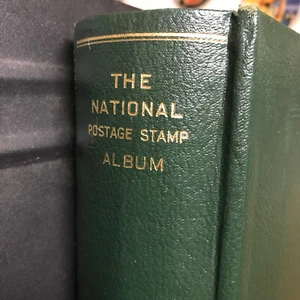 THE
NATIONAL
POSTAGE STAMP
ALBUM